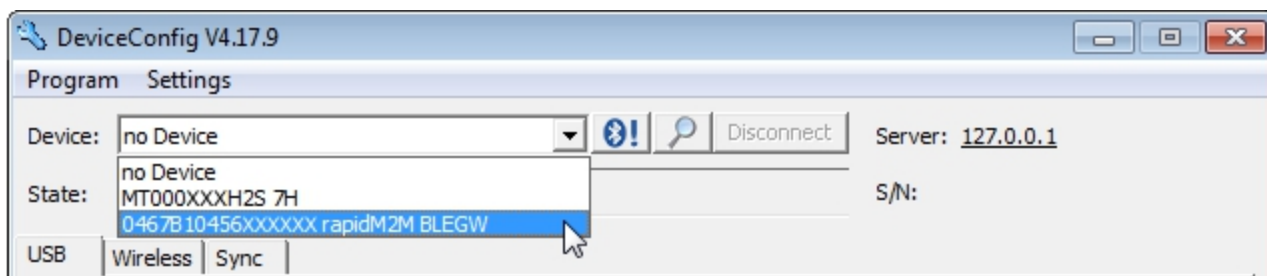 DeviceConfig V4.17.9
Program Settings
Device: no Device Disconnect Server: 127.0.0.1
no Device
State: MT000XXXH2S 7H S/N:
0467B10456XXXXXX rapidM2M BLEGW
USB Wireless Sync